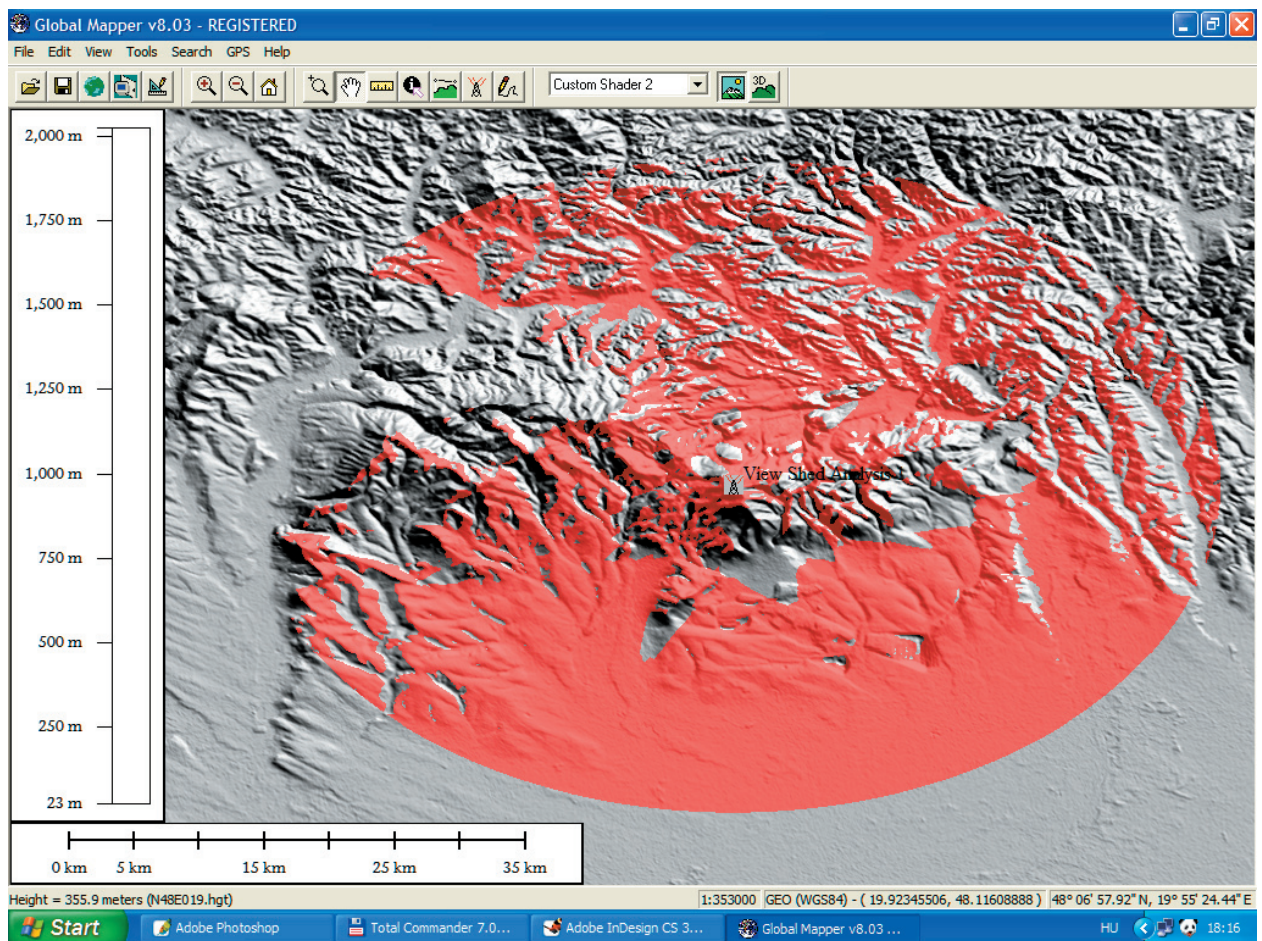 Global Mapper v8.03 - REGISTERED
File Edit View Tools Search GPS Help
Custom Shader 2
3D
2,000 m
1,750 m
1,500 m
1,250 m
1,000 m
750 m
500 m
250 m
23 m
View Shed Analysis 1
0 km 5 km 15 km 25 km 35 km
Height = 355.9 meters (N48E019.hgt) 1:353000 GEO (WGS84) - ( 19.92345506, 48.11608888 ) 48° 06' 57.92" N, 19° 55' 24.44" E
Start Adobe Photoshop Total Commander 7.0... Adobe InDesign CS 3... Global Mapper v8.03 ... HU 18:16